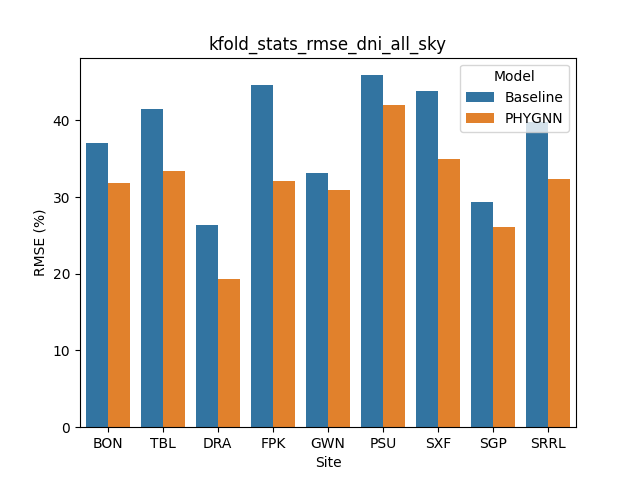 kfold_stats_rmse_dni_all_sky
Model
Baseline
PHYGNN
RMSE (%)
40
30
20
10
0
BON TBL DRA FPK GWN PSU SXF SGP SRRL
Site